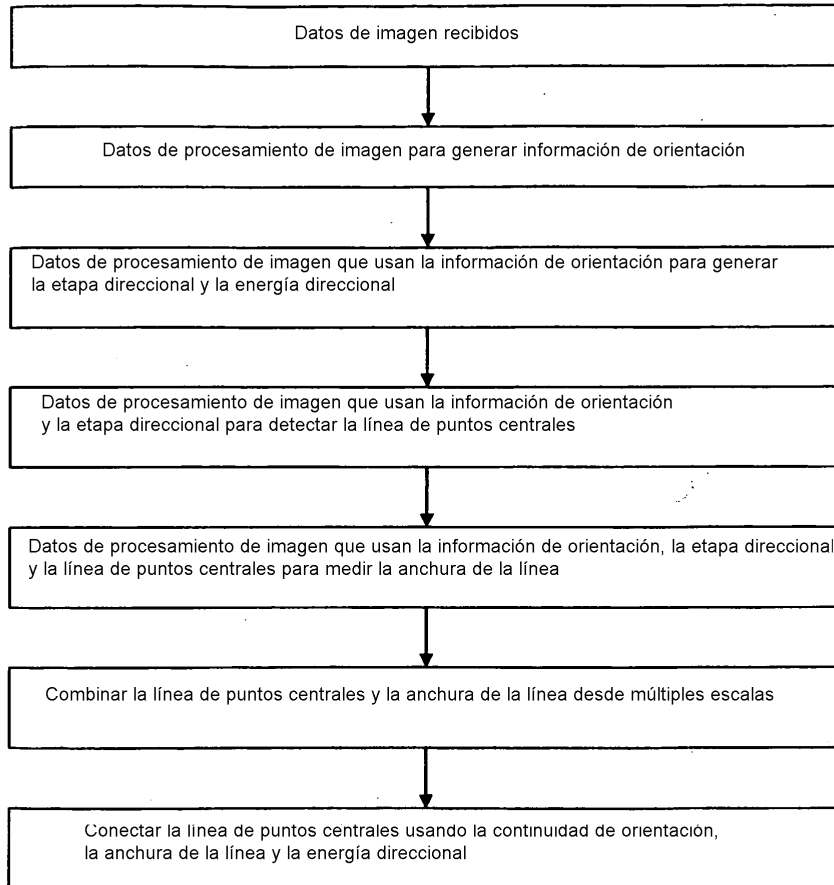 Datos de imagen recibidos
Datos de procesamiento de imagen para generar información de orientación
Datos de procesamiento de imagen que usan la información de orientación para generar
la etapa direccional y la energía direccional
Datos de procesamiento de imagen que usan la información de orientación
y la etapa direccional para detectar la línea de puntos centrales
Datos de procesamiento de imagen que usan la información de orientación, la etapa direccional
y la línea de puntos centrales para medir la anchura de la línea
Combinar la línea de puntos centrales y la anchura de la línea desde múltiples escalas
Conectar la línea de puntos centrales usando la continuidad de orientación,
la anchura de la línea y la energía direccional